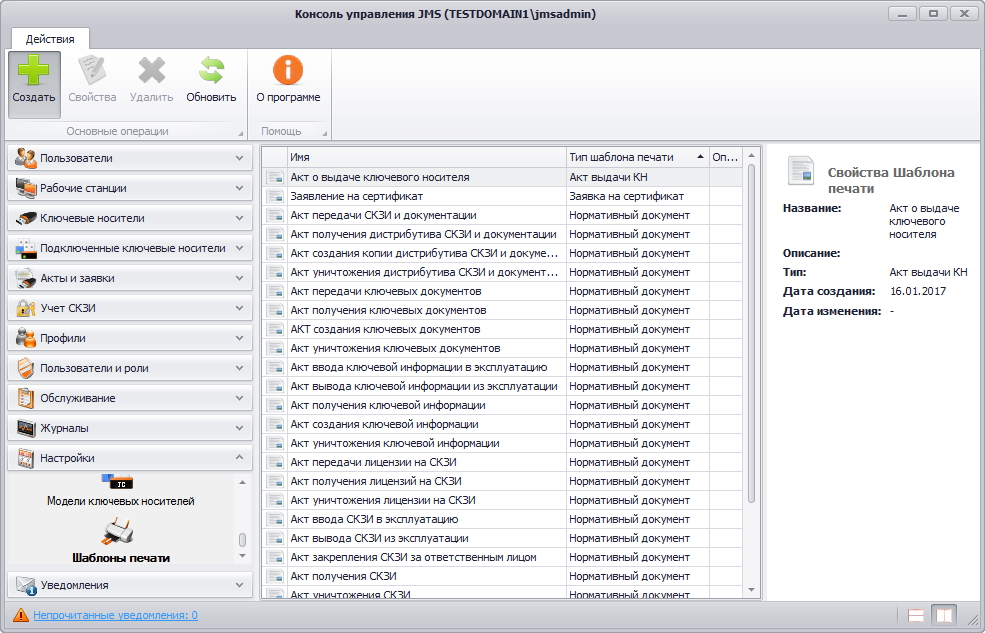 Консоль управления JMS (TESTDOMAIN1\jmsadmin)
Действия
Создать
Свойства
Удалить
Обновить
О программе
Основные операции
Помощь
Пользователи
Рабочие станции
Ключевые носители
Подключенные ключевые носители
Акты и заявки
Учет СКЗИ
Профили
Пользователи и роли
Обслуживание
Журналы
Настройки
JC
Модели ключевых носителей
Шаблоны печати
Уведомления
Имя Тип шаблона печати Оп...
Акт о выдаче ключевого носителя Акт выдачи КН
Заявление на сертификат Заявка на сертификат
Акт передачи СКЗИ и документации Нормативный документ
Акт получения дистрибутива СКЗИ и документации Нормативный документ
Акт создания копии дистрибутива СКЗИ и докуме... Нормативный документ
Акт уничтожения дистрибутива СКЗИ и документ... Нормативный документ
Акт передачи ключевых документов Нормативный документ
Акт получения ключевых документов Нормативный документ
АКТ создания ключевых документов Нормативный документ
Акт уничтожения ключевых документов Нормативный документ
Акт ввода ключевой информации в эксплуатацию Нормативный документ
Акт вывода ключевой информации из эксплуатации Нормативный документ
Акт получения ключевой информации Нормативный документ
Акт создания ключевой информации Нормативный документ
Акт уничтожения ключевой информации Нормативный документ
Акт передачи лицензии на СКЗИ Нормативный документ
Акт получения лицензий на СКЗИ Нормативный документ
Акт уничтожения лицензии на СКЗИ Нормативный документ
Акт ввода СКЗИ в эксплуатацию Нормативный документ
Акт вывода СКЗИ из эксплуатации Нормативный документ
Акт закрепления СКЗИ за ответственным лицом Нормативный документ
Акт получения СКЗИ Нормативный документ
Акт уничтожения СКЗИ Нормативный документ
Свойства Шаблона
печати
Название: Акт о выдаче
ключевого
носителя
Описание:
Тип: Акт выдачи КН
Дата создания: 16.01.2017
Дата изменения: -
Непрочитанные уведомления: 0